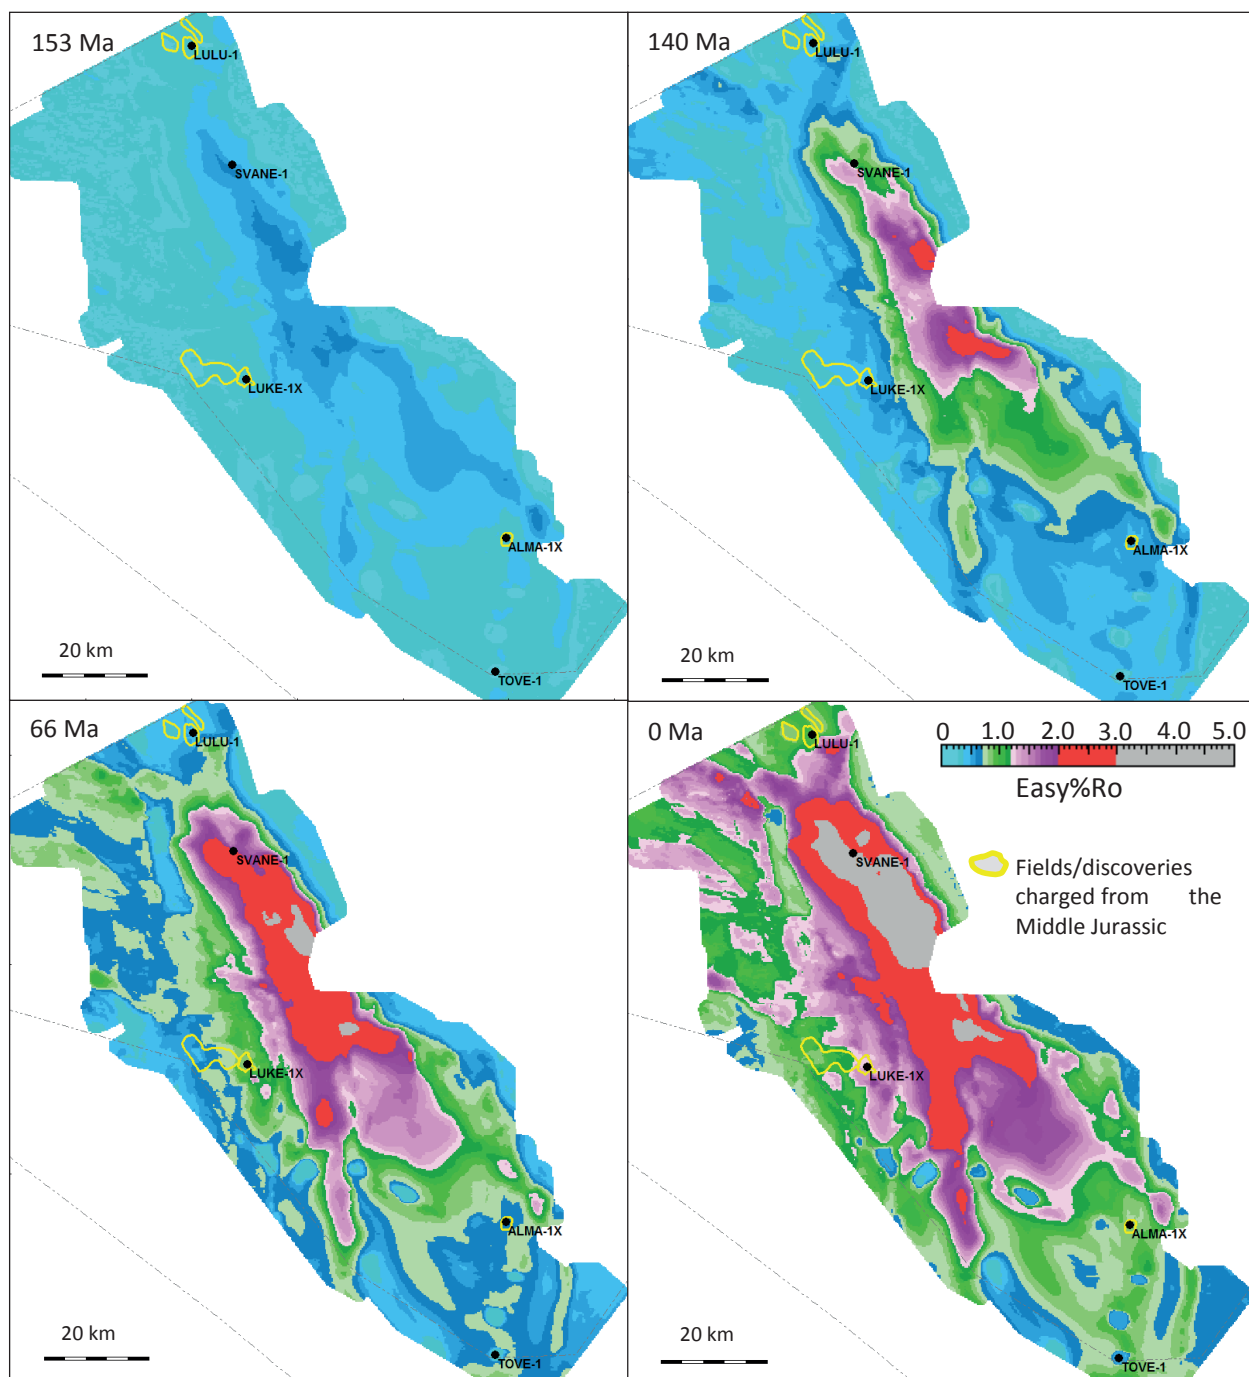 153 Ma
LULU-1
SVANE-1
LUKE-1X
ALMA-1X
20 km
TOVE-1
140 Ma
LULU-1
SVANE-1
LUKE-1X
ALMA-1X
20 km
TOVE-1
66 Ma
LULU-1
SVANE-1
LUKE-1X
ALMA-1X
20 km
TOVE-1
0 Ma
LULU-1
0 1.0 2.0 3.0 4.0 5.0
Easy%Ro
SVANE-1
Fields/discoveries
charged from the
Middle Jurassic
LUKE-1X
ALMA-1X
20 km
TOVE-1